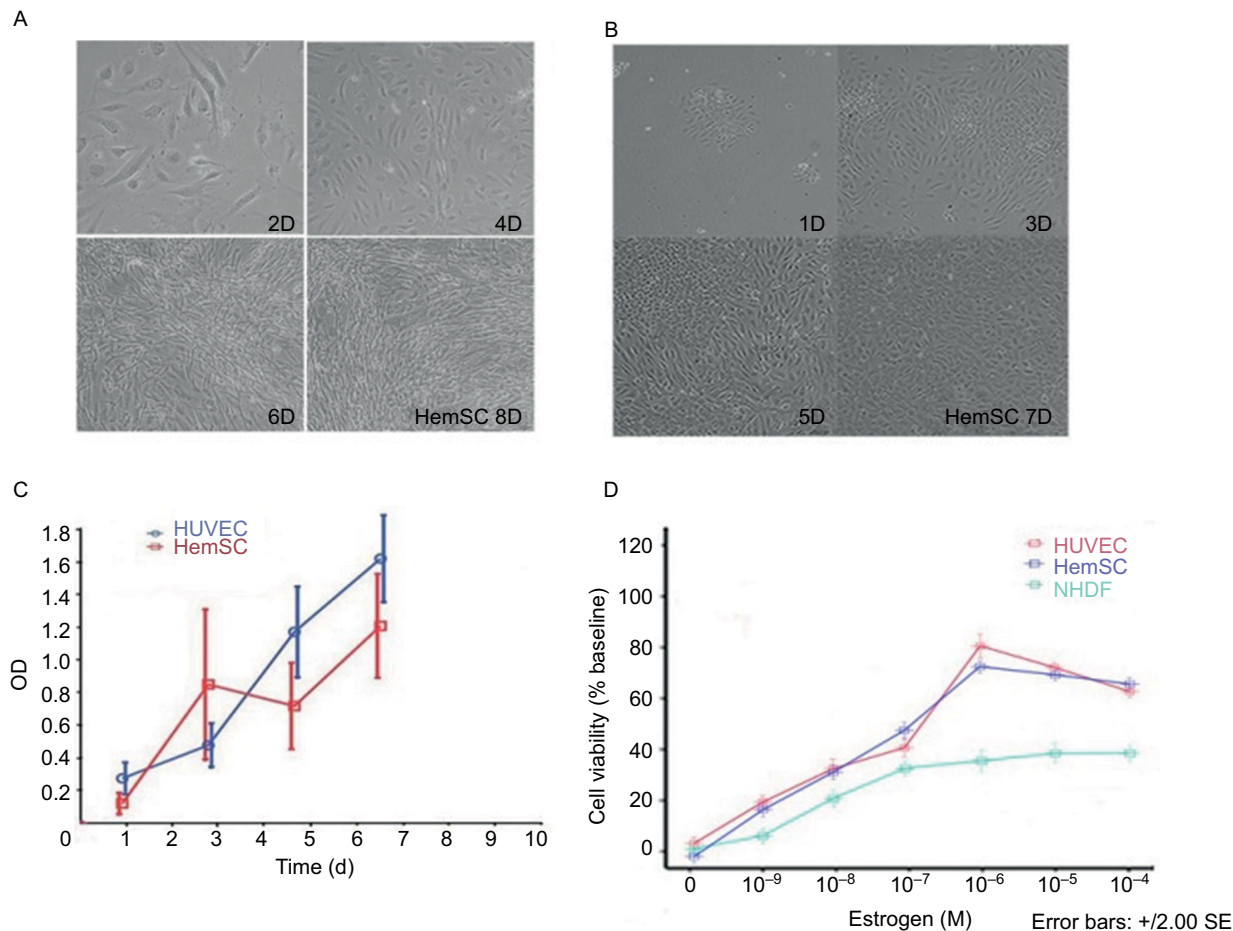 A
B
2D
4D
1D
3D
6D
HemSC 8D
5D
HemSC 7D
C
D
HUVEC
HemSC
OD
1.8
1.6
1.4
1.2
1.0
0.8
0.6
0.4
0.2
0 1 2 3 4 5 6 7 8 9 10
Time (d)
HUVEC
HemSC
NHDF
Cell viability (% baseline)
120
100
80
60
40
20
0
0 10⁻⁹ 10⁻⁸ 10⁻⁷ 10⁻⁶ 10⁻⁵ 10⁻⁴
Estrogen (M)
Error bars: +/2.00 SE